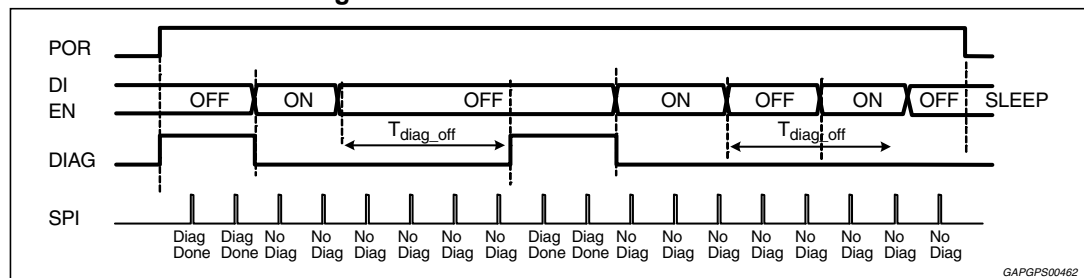 POR
DI
EN
OFF ON OFF ON OFF ON OFF SLEEP
Tdiag_off Tdiag_off
DIAG
SPI
Diag Diag No No No No No No Diag Diag No No No No No No No No
Done Done Diag Diag Diag Diag Diag Diag Done Done Diag Diag Diag Diag Diag Diag Diag Diag
GAPGPS00462